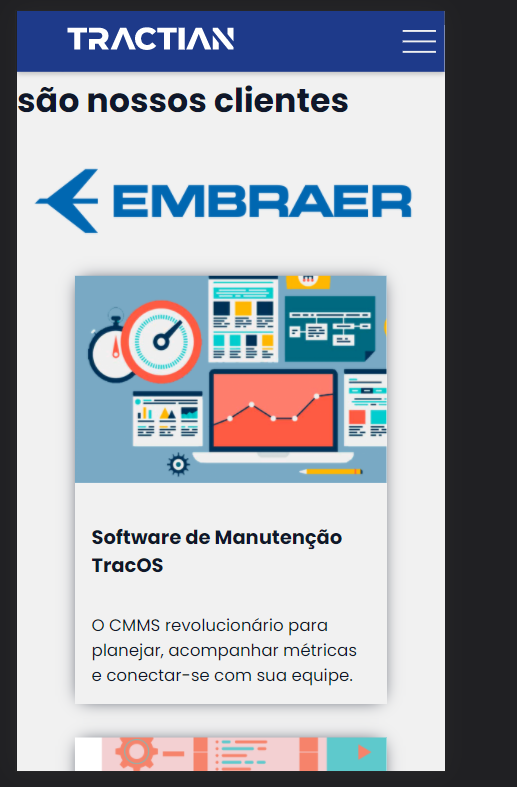 TRACTIAN
são nossos clientes
EMBRAER
m
Software de Manutenção
TracOS
O CMMS revolucionário para
planejar, acompanhar métricas
e conectar-se com sua equipe.